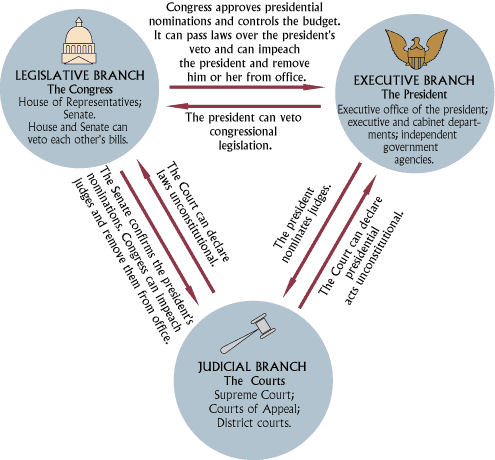 Congress approves presidential
nominations and controls the budget.
It can pass laws over the president's
veto and can impeach
the president and remove
him or her from office.
LEGISLATIVE BRANCH
The Congress
House of Representatives;
Senate.
House and Senate can
veto each other's bills.
EXECUTIVE BRANCH
The President
Executive office of the president;
executive and cabinet depart-
ments; independent
government
agencies.
The president can veto
congressional
legislation.
The Court can declare
laws unconstitutional.
The Senate confirms the president's
nominations. Congress can impeach
judges and remove them from office.
The president
nominates judges.
The Court can declare
presidential
acts unconstitutional.
JUDICIAL BRANCH
The Courts
Supreme Court;
Courts of Appeal;
District courts.